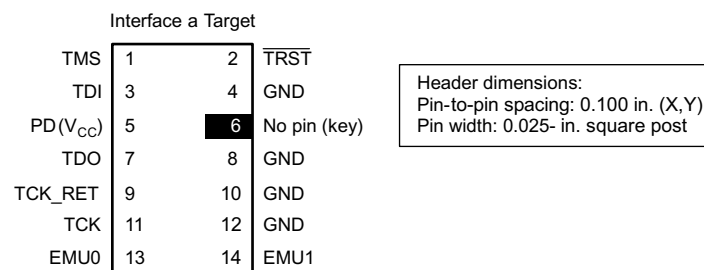 Interface a Target
TMS 1 2 TRST
TDI 3 4 GND
PD(VCC) 5 6 No pin (key)
TDO 7 8 GND
TCK_RET 9 10 GND
TCK 11 12 GND
EMU0 13 14 EMU1
Header dimensions:
Pin-to-pin spacing: 0.100 in. (X,Y)
Pin width: 0.025- in. square post